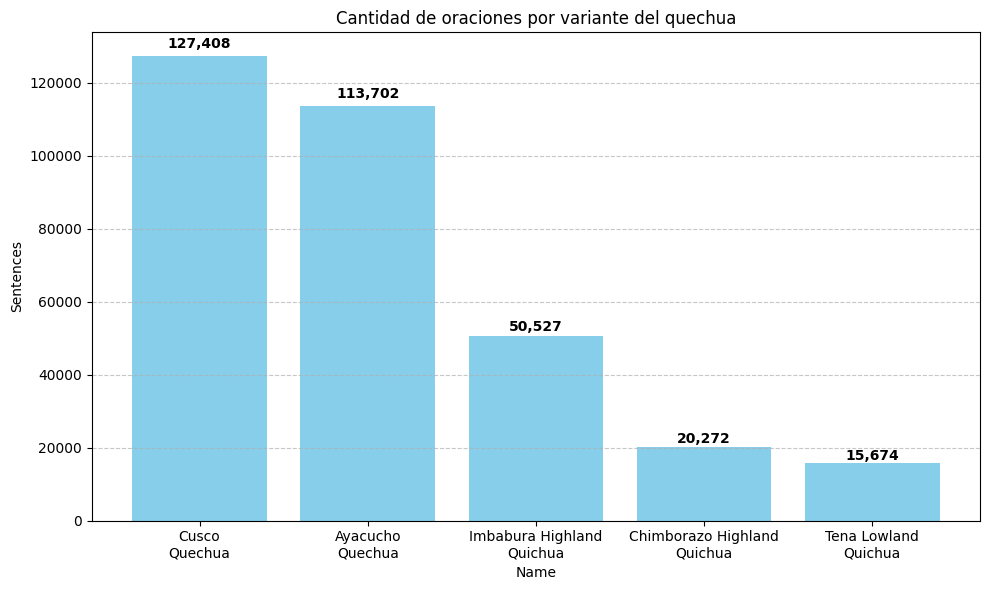 Cantidad de oraciones por variante del quechua
127,408
113,702
50,527
20,272
15,674
Sentences
120000
100000
80000
60000
40000
20000
0
Cusco
Quechua
Ayacucho
Quechua
Imbabura Highland
Quichua
Chimborazo Highland
Quichua
Tena Lowland
Quichua
Name